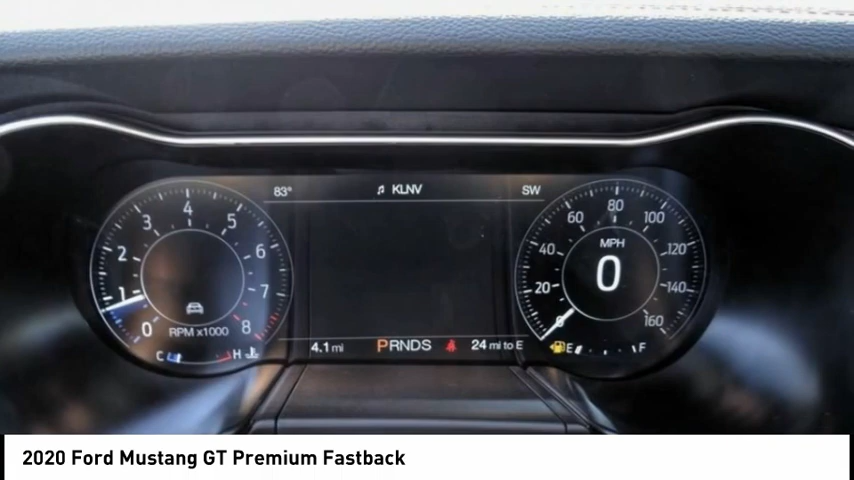 83° ♫ KLNV SW
0 1 2 3 4 5 6 7 8
RPM x1000
C H
0 20 40 60 80 100 120 140 160
MPH
0
4.1 mi PRNDS 24 mi to E E F
2020 Ford Mustang GT Premium Fastback